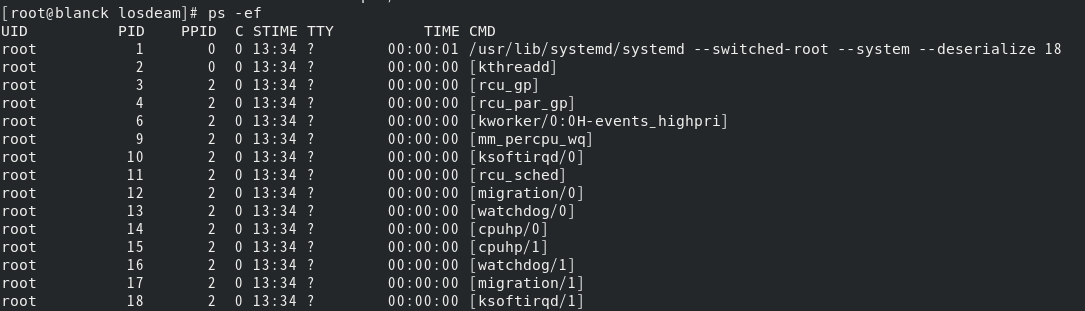 [root@blanck losdeam]# ps -ef
UID          PID    PPID  C STIME TTY          TIME CMD
root           1       0  0 13:34 ?        00:00:01 /usr/lib/systemd/systemd --switched-root --system --deserialize 18
root           2       0  0 13:34 ?        00:00:00 [kthreadd]
root           3       2  0 13:34 ?        00:00:00 [rcu_gp]
root           4       2  0 13:34 ?        00:00:00 [rcu_par_gp]
root           6       2  0 13:34 ?        00:00:00 [kworker/0:0H-events_highpri]
root           9       2  0 13:34 ?        00:00:00 [mm_percpu_wq]
root          10       2  0 13:34 ?        00:00:00 [ksoftirqd/0]
root          11       2  0 13:34 ?        00:00:00 [rcu_sched]
root          12       2  0 13:34 ?        00:00:00 [migration/0]
root          13       2  0 13:34 ?        00:00:00 [watchdog/0]
root          14       2  0 13:34 ?        00:00:00 [cpuhp/0]
root          15       2  0 13:34 ?        00:00:00 [cpuhp/1]
root          16       2  0 13:34 ?        00:00:00 [watchdog/1]
root          17       2  0 13:34 ?        00:00:00 [migration/1]
root          18       2  0 13:34 ?        00:00:00 [ksoftirqd/1]